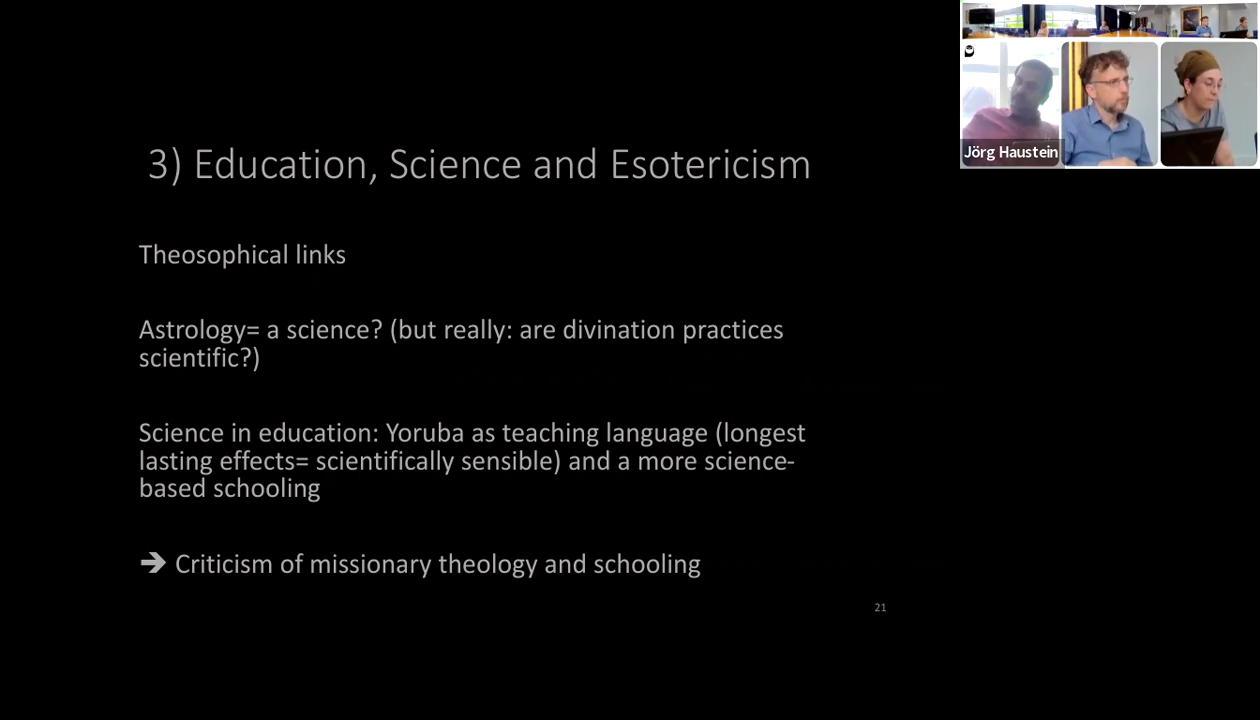 3) Education, Science and Esotericism
Theosophical links
Astrology= a science? (but really: are divination practices
scientific?)
Science in education: Yoruba as teaching language (longest
lasting effects= scientifically sensible) and a more science-
based schooling
➔ Criticism of missionary theology and schooling
21
Jörg Haustein